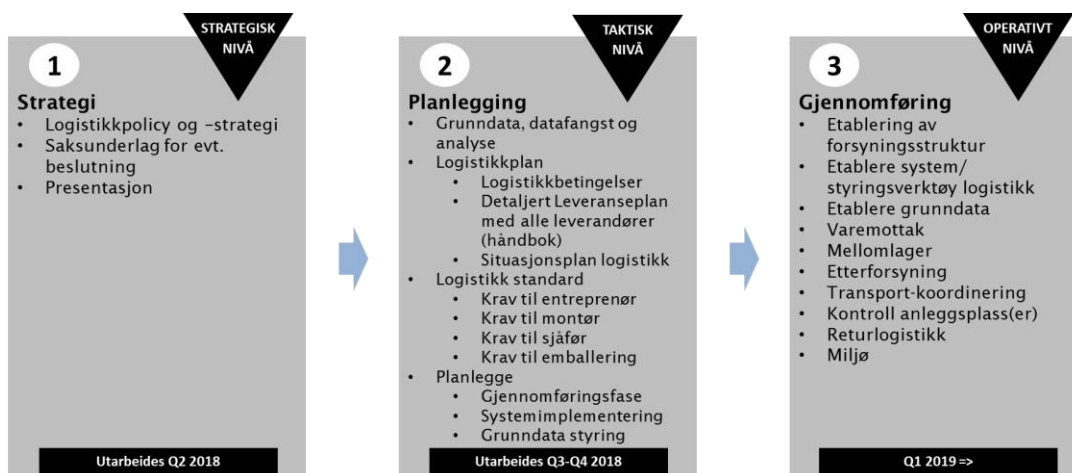 STRATEGISK
NIVÅ
1
Strategi
• Logistikkpolicy og –strategi
• Saksunderlag for evt.
beslutning
• Presentasjon
Utarbeides Q2 2018
TAKTISK
NIVÅ
2
Planlegging
• Grunndata, datafangst og
analyse
• Logistikkplan
• Logistikkbetingelser
• Detaljert Leveranseplan
med alle leverandører
(håndbok)
• Situasjonsplan logistikk
• Logistikk standard
• Krav til entreprenør
• Krav til montør
• Krav til sjåfør
• Krav til emballering
• Planlegge
• Gjennomføringsfase
• Systemimplementering
• Grunndata styring
Utarbeides Q3-Q4 2018
OPERATIVT
NIVÅ
3
Gjennomføring
• Etablering av
forsyningsstruktur
• Etablere system/
styringsverktøy logistikk
• Etablere grunndata
• Varemottak
• Mellomlager
• Etterforsyning
• Transport-koordinering
• Kontroll anleggsplass(er)
• Returlogistikk
• Miljø
Q1 2019 =>